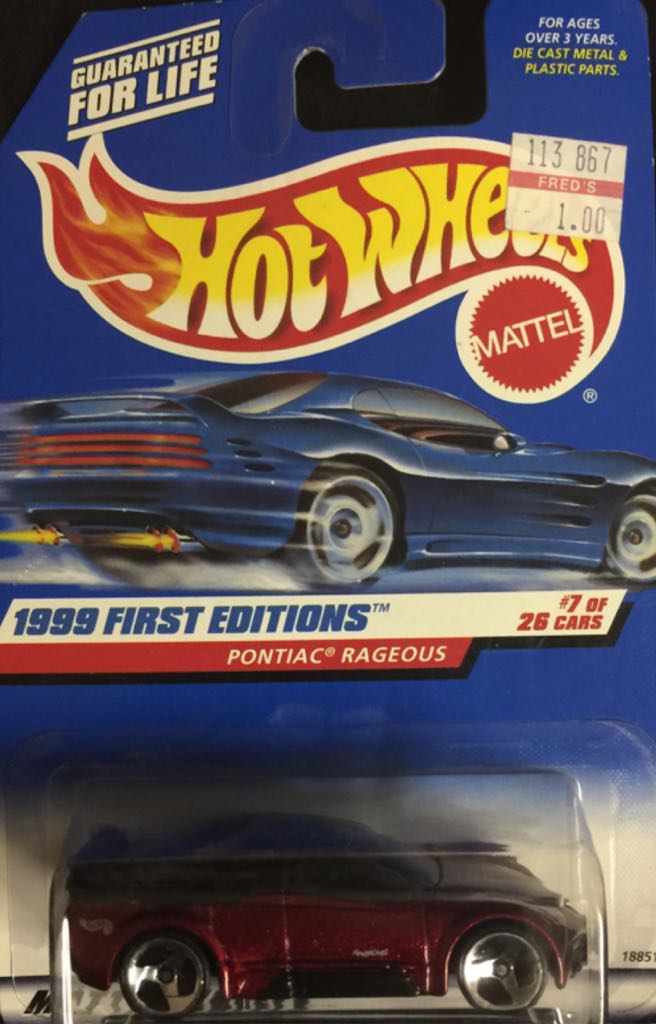 GUARANTEED
FOR LIFE
FOR AGES
OVER 3 YEARS.
DIE CAST METAL &
PLASTIC PARTS.
113 867
FRED'S
1.00
HOT WHEELS
MATTEL
®
1999 FIRST EDITIONS™
#7 OF
26 CARS
PONTIAC® RAGEOUS
18851